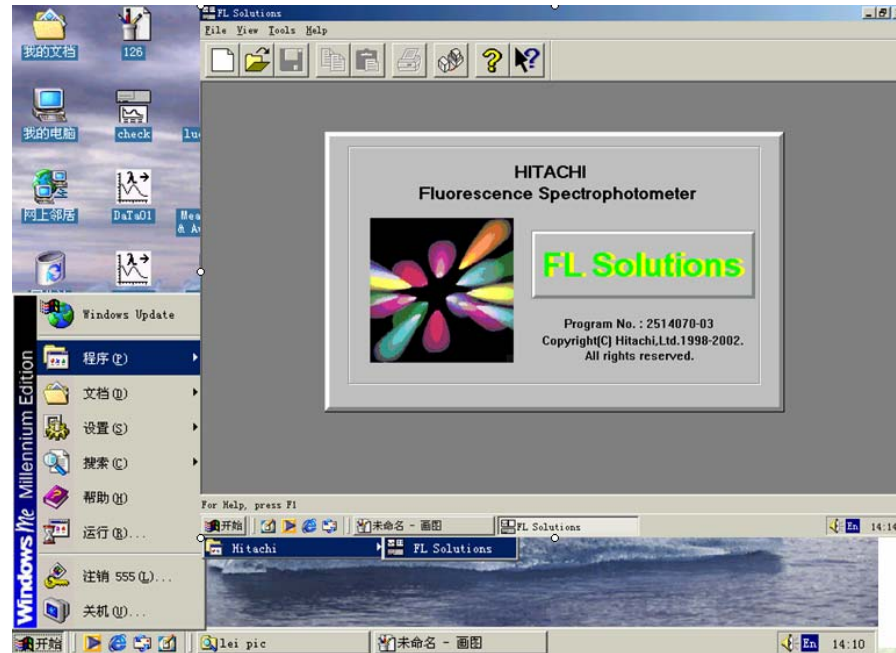 我的文档
126
我的电脑
check
网上邻居
DaTa01
FL Solutions
File View Tools Help
HITACHI
Fluorescence Spectrophotometer
FL Solutions
Program No. : 2514070-03
Copyright(C) Hitachi,Ltd.1998-2002.
All rights reserved.
For Help, press F1
开始
未命名 - 画图
FL Solutions
En
14:14
Windows Me Millennium Edition
Windows Update
程序(P)
文档(D)
设置(S)
搜索(C)
帮助(H)
运行(R)...
注销 555(L)...
关机(U)...
Hitachi
FL Solutions
开始
lei pic
未命名 - 画图
En
14:10